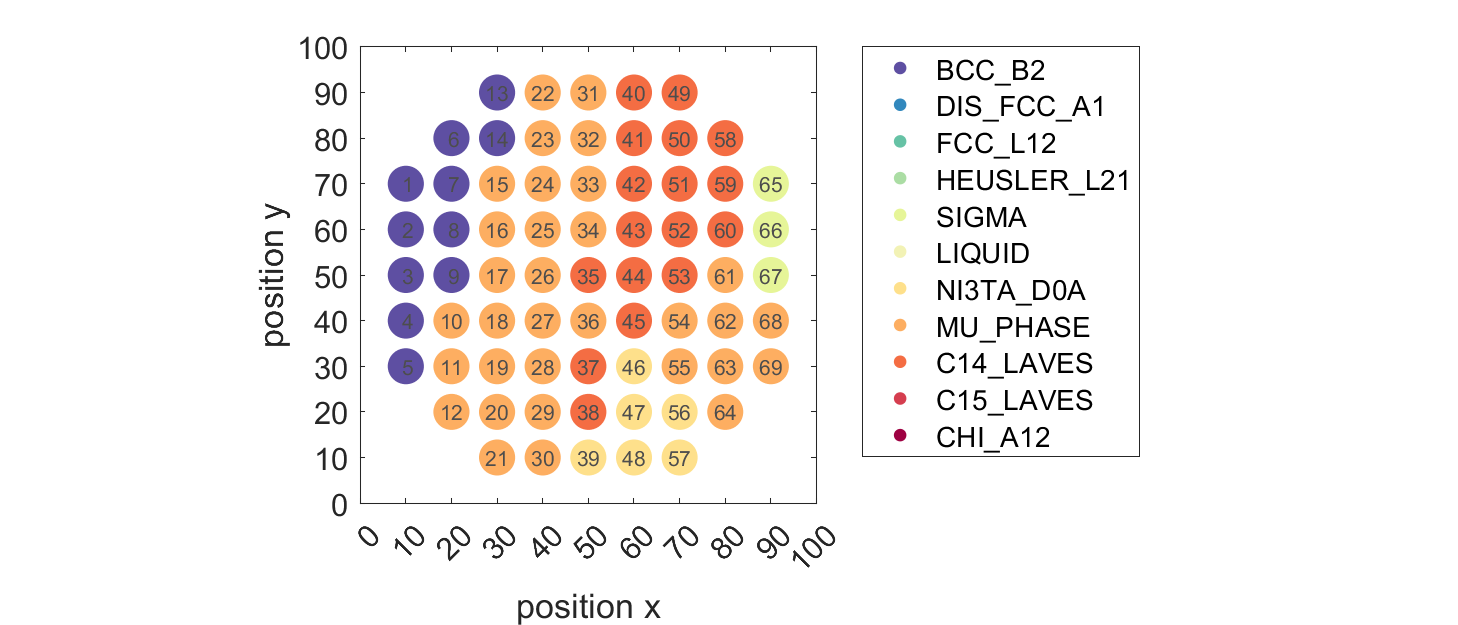 100
90
80
70
60
50
40
30
20
10
0
position y
13 22 31 40 49
6 14 23 32 41 50 58
1 7 15 24 33 42 51 59 65
2 8 16 25 34 43 52 60 66
3 9 17 26 35 44 53 61 67
4 10 18 27 36 45 54 62 68
5 11 19 28 37 46 55 63 69
12 20 29 38 47 56 64
21 30 39 48 57
0 10 20 30 40 50 60 70 80 90 100
position x
BCC_B2
DIS_FCC_A1
FCC_L12
HEUSLER_L21
SIGMA
LIQUID
NI3TA_D0A
MU_PHASE
C14_LAVES
C15_LAVES
CHI_A12